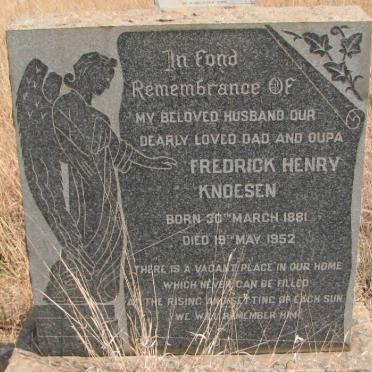 In Fond
Remembrance Of
MY BELOVED HUSBAND OUR
DEARLY LOVED DAD AND OUPA
FREDRICK HENRY
KNOESEN
BORN 30TH MARCH 1881
DIED 19TH MAY 1952
THERE IS A VACANT PLACE IN OUR HOME
WHICH NEVER CAN BE FILLED
AT THE RISING AND SETTING OF EACH SUN
WE WILL REMEMBER HIM